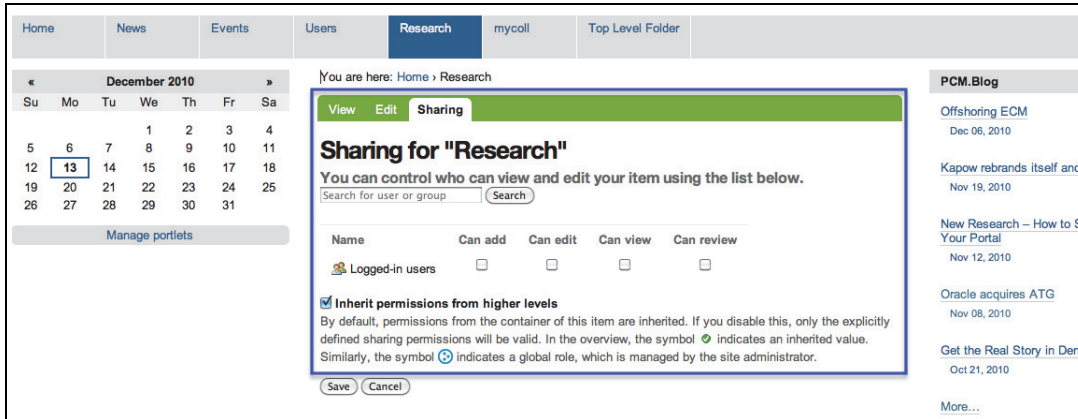 Home News Events Users Research mycoll Top Level Folder
« December 2010 »
Su Mo Tu We Th Fr Sa
1 2 3 4
5 6 7 8 9 10 11
12 13 14 15 16 17 18
19 20 21 22 23 24 25
26 27 28 29 30 31
Manage portlets
You are here: Home › Research
View Edit Sharing
Sharing for "Research"
You can control who can view and edit your item using the list below.
Search for user or group Search
Name Can add Can edit Can view Can review
Logged-in users
Inherit permissions from higher levels
By default, permissions from the container of this item are inherited. If you disable this, only the explicitly
defined sharing permissions will be valid. In the overview, the symbol indicates an inherited value.
Similarly, the symbol indicates a global role, which is managed by the site administrator.
Save Cancel
PCM.Blog
Offshoring ECM
Dec 06, 2010
Kapow rebrands itself and
Nov 19, 2010
New Research – How to S
Your Portal
Nov 12, 2010
Oracle acquires ATG
Nov 08, 2010
Get the Real Story in Den
Oct 21, 2010
More...